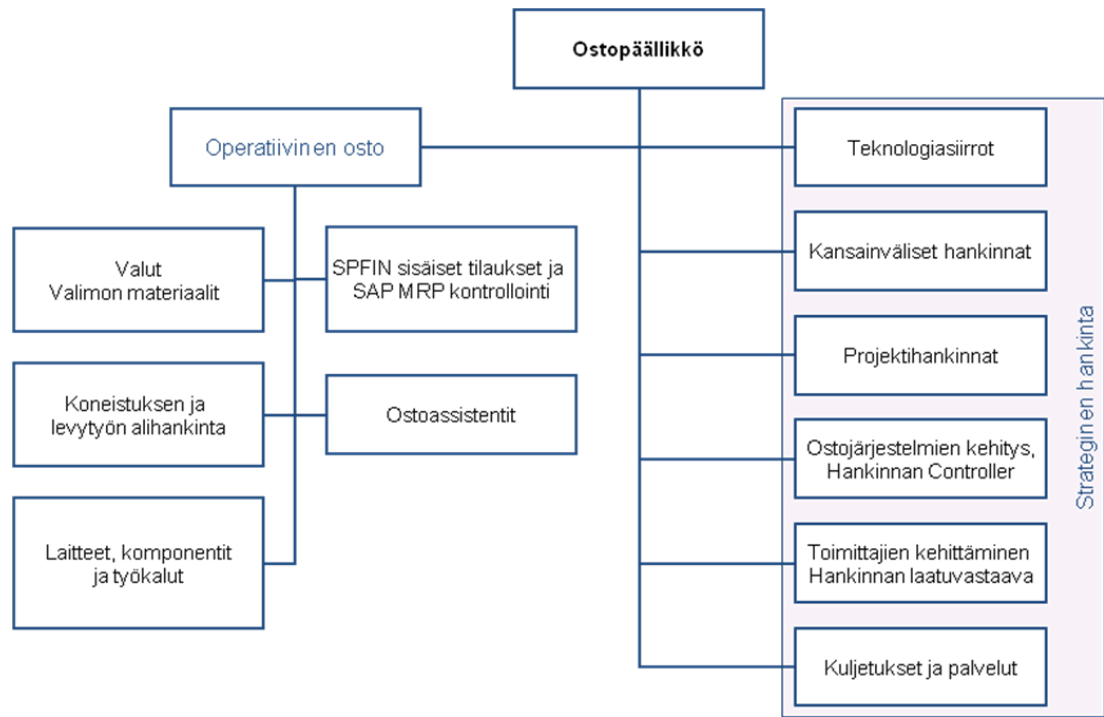 Ostopäällikkö
Operatiivinen osto
Valut
Valimon materiaalit
SPFIN sisäiset tilaukset ja
SAP MRP kontrollointi
Koneistuksen ja
levytyön alihankinta
Ostoassistentit
Laitteet, komponentit
ja työkalut
Teknologiasiirrot
Kansainväliset hankinnat
Projektihankinnat
Ostojärjestelmien kehitys,
Hankinnan Controller
Toimittajien kehittäminen
Hankinnan laatuvastaava
Kuljetukset ja palvelut
Strateginen hankinta